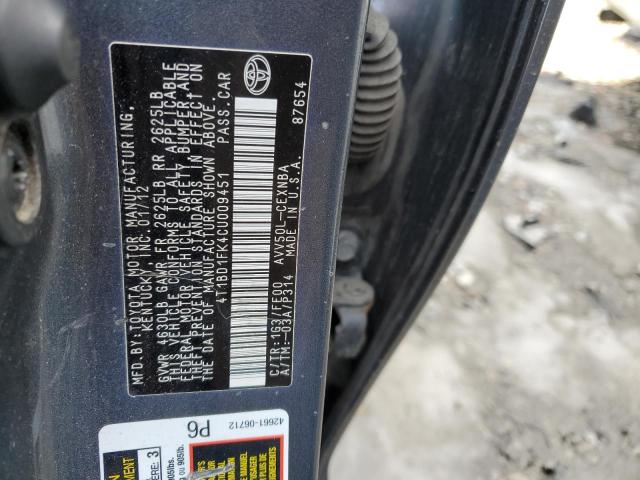 MFD.BY:TOYOTA MOTOR MANUFACTURING,
KENTUCKY, INC. 01/12
GVWR 4630LB GAWR FR 2625LB RR 2625LB
THIS VEHICLE CONFORMS TO ALL APPLICABLE
FEDERAL MOTOR VEHICLE SAFETY, BUMPER, AND
THEFT PREVENTION STANDARDS IN EFFECT ON
THE DATE OF MANUFACTURE SHOWN ABOVE.
4T1BD1FK4CU009451 PASS.CAR
C/TR:1G3/FE00 AVV50L-CEXNBA
A/TM:-03A/P314 MADE IN U.S.A.
87654
P6
42661-06712
3